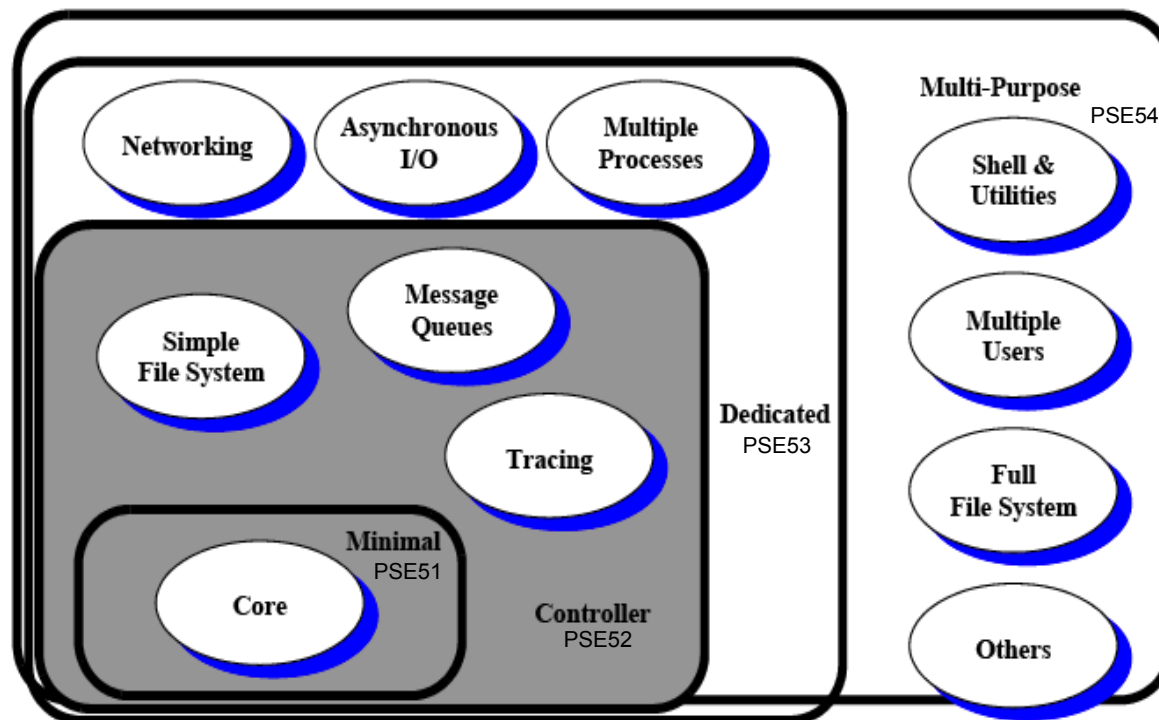 Networking
Asynchronous
I/O
Multiple
Processes
Multi-Purpose
PSE54
Shell &
Utilities
Multiple
Users
Full
File System
Others
Dedicated
PSE53
Message
Queues
Simple
File System
Tracing
Controller
PSE52
Minimal
PSE51
Core